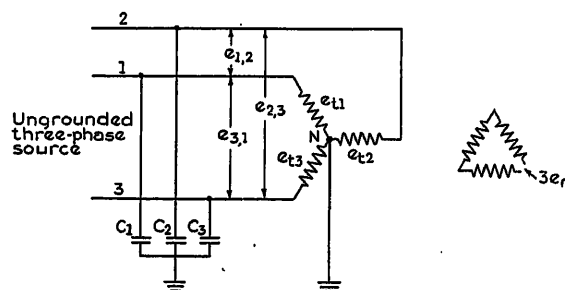 2
e1,2
1
et1
Ungrounded
three-phase
source
e3,1
e2,3
N
et2
et3
3er
3
C1 C2 C3